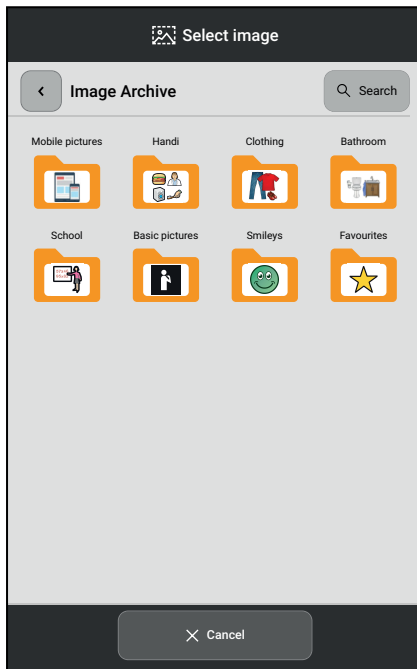 Select image
Image Archive
Search
Mobile pictures
Handi
Clothing
Bathroom
School
Basic pictures
Smileys
Favourites
Cancel